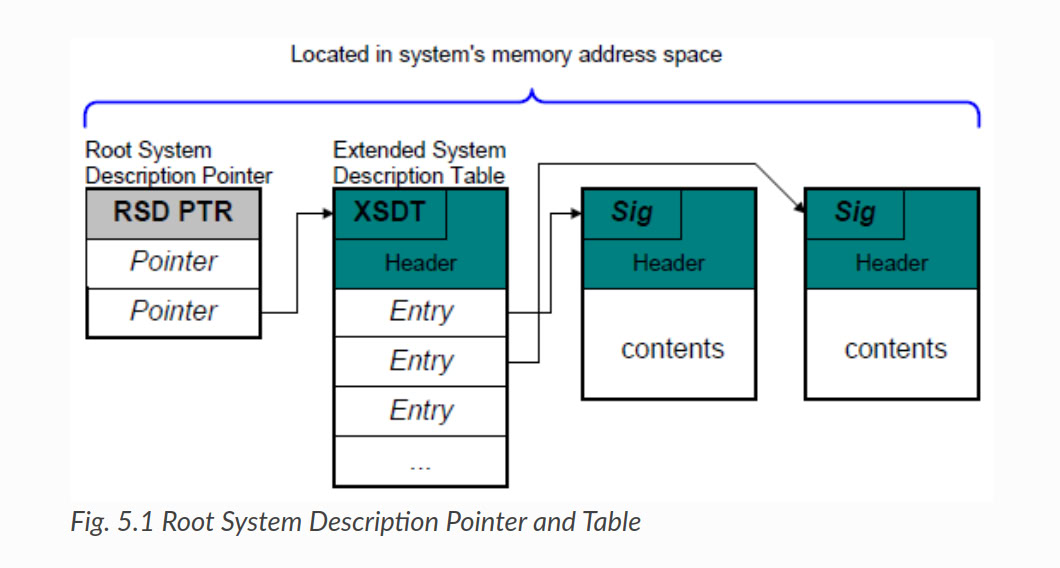 Located in system's memory address space
Root System
Description Pointer
RSD PTR
Pointer
Pointer
Extended System
Description Table
XSDT
Header
Entry
Entry
Entry
...
Sig
Header
contents
Sig
Header
contents
Fig. 5.1 Root System Description Pointer and Table